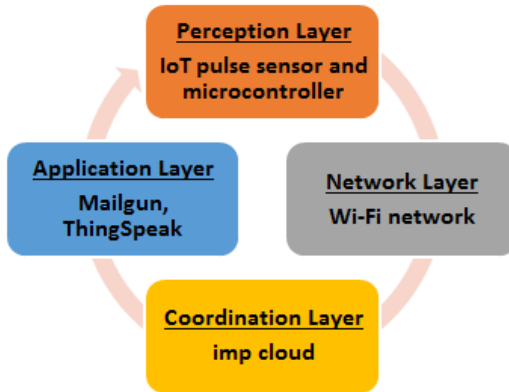 Perception Layer
IoT pulse sensor and
microcontroller
Application Layer
Mailgun,
ThingSpeak
Network Layer
Wi-Fi network
Coordination Layer
imp cloud